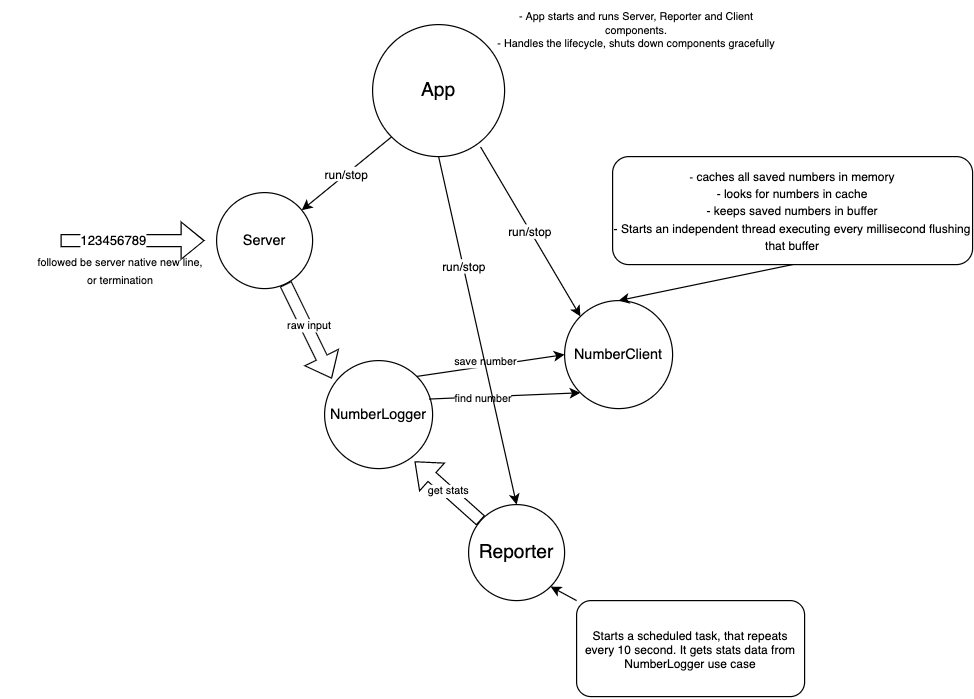 - App starts and runs Server, Reporter and Client
components.
- Handles the lifecycle, shuts down components gracefully
App
run/stop
- caches all saved numbers in memory
- looks for numbers in cache
- keeps saved numbers in buffer
- Starts an independent thread executing every millisecond flushing
that buffer
run/stop
Server
123456789
followed be server native new line,
or termination
run/stop
raw input
NumberClient
save number
find number
NumberLogger
get stats
Reporter
Starts a scheduled task, that repeats
every 10 second. It gets stats data from
NumberLogger use case